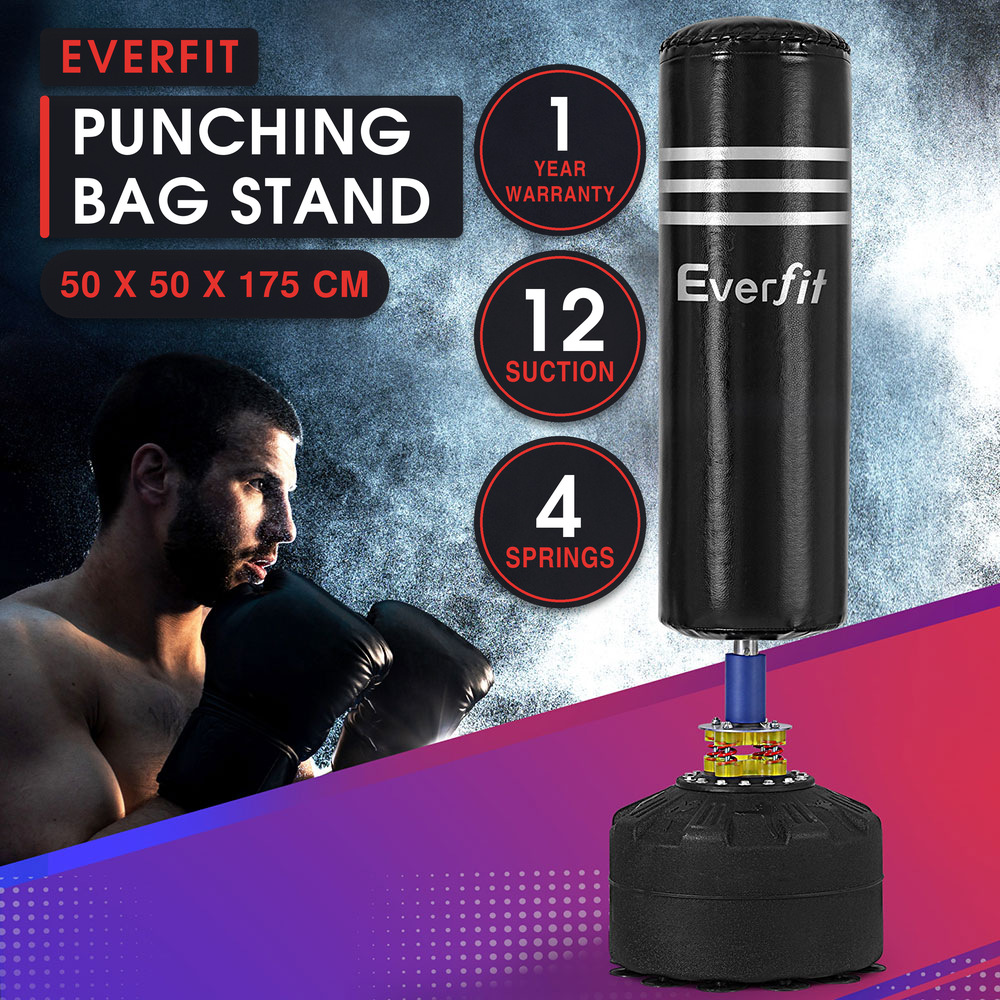 EVERFIT
PUNCHING
BAG STAND
50 X 50 X 175 CM
1
YEAR
WARRANTY
12
SUCTION
4
SPRINGS
Everfit